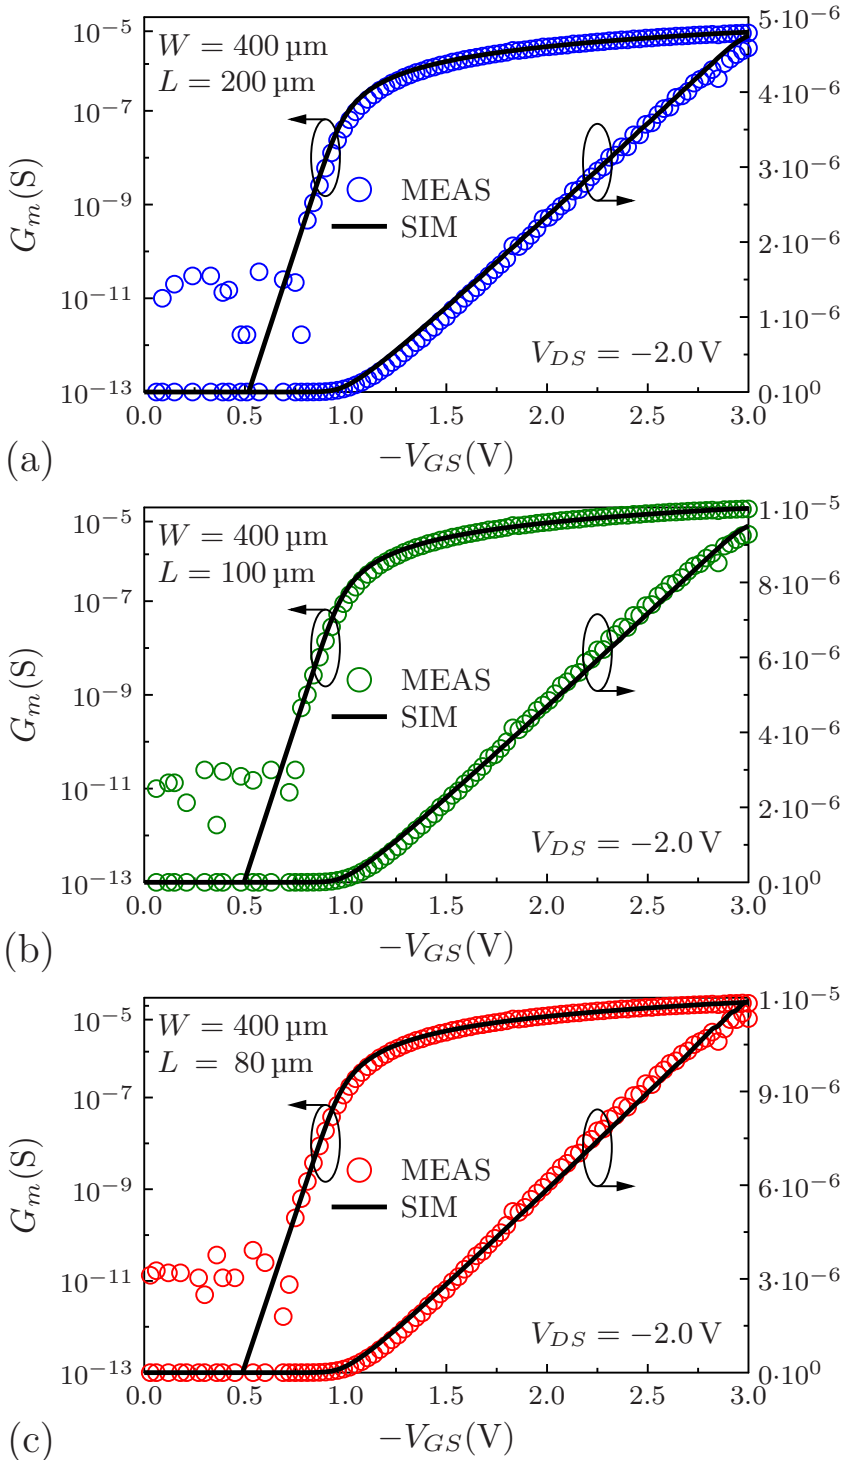 W = 400 μm
L = 200 μm
10⁻⁵
10⁻⁷
10⁻⁹
10⁻¹¹
10⁻¹³
G_m(S)
MEAS
SIM
V_DS = −2.0 V
5·10⁻⁶
4·10⁻⁶
3·10⁻⁶
2·10⁻⁶
1·10⁻⁶
0·10⁰
0.0 0.5 1.0 1.5 2.0 2.5 3.0
(a)
−V_GS(V)
W = 400 μm
L = 100 μm
10⁻⁵
10⁻⁷
10⁻⁹
10⁻¹¹
10⁻¹³
G_m(S)
MEAS
SIM
V_DS = −2.0 V
1·10⁻⁵
8·10⁻⁶
6·10⁻⁶
4·10⁻⁶
2·10⁻⁶
0·10⁰
0.0 0.5 1.0 1.5 2.0 2.5 3.0
(b)
−V_GS(V)
W = 400 μm
L = 80 μm
10⁻⁵
10⁻⁷
10⁻⁹
10⁻¹¹
10⁻¹³
G_m(S)
MEAS
SIM
V_DS = −2.0 V
1·10⁻⁵
9·10⁻⁶
6·10⁻⁶
3·10⁻⁶
0·10⁰
0.0 0.5 1.0 1.5 2.0 2.5 3.0
(c)
−V_GS(V)